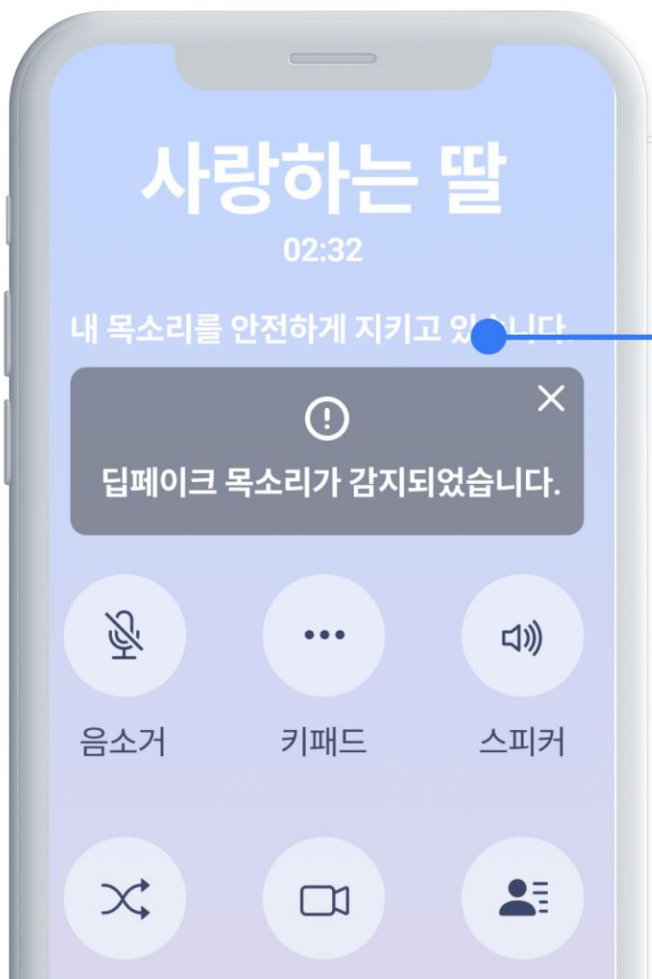 사랑하는 딸
02:32
내 목소리를 안전하게 지키고 있습니다.
딥페이크 목소리가 감지되었습니다.
음소거 키패드 스피커